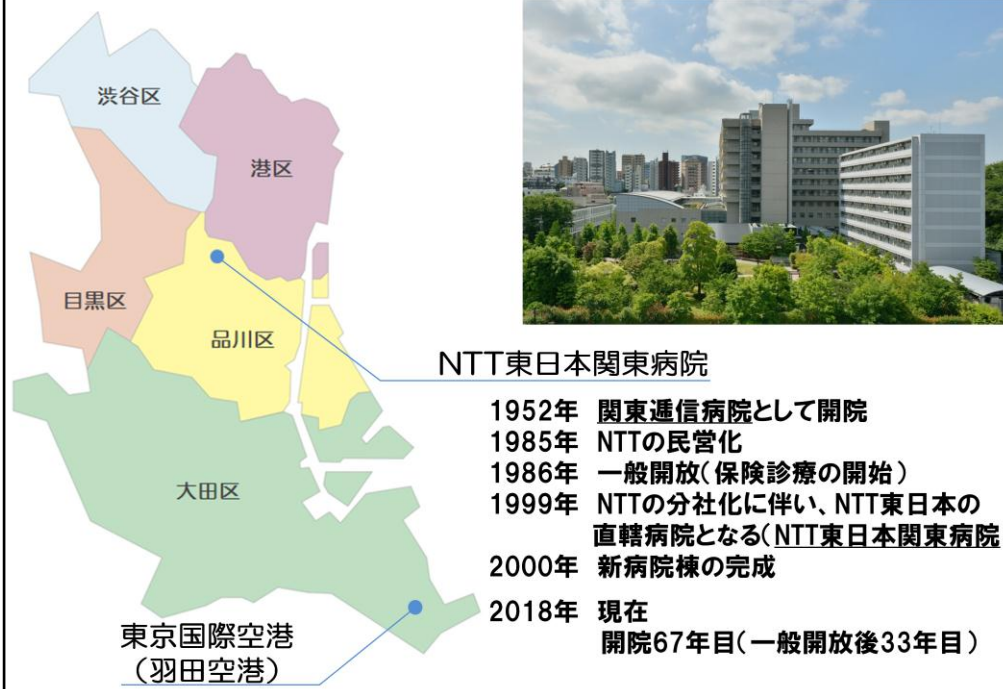 渋谷区
港区
目黒区
品川区
大田区
東京国際空港
(羽田空港)
NTT東日本関東病院
1952年 関東逓信病院として開院
1985年 NTTの民営化
1986年 一般開放(保険診療の開始)
1999年 NTTの分社化に伴い、NTT東日本の
直轄病院となる(NTT東日本関東病院
2000年 新病院棟の完成
2018年 現在
開院67年目(一般開放後33年目)